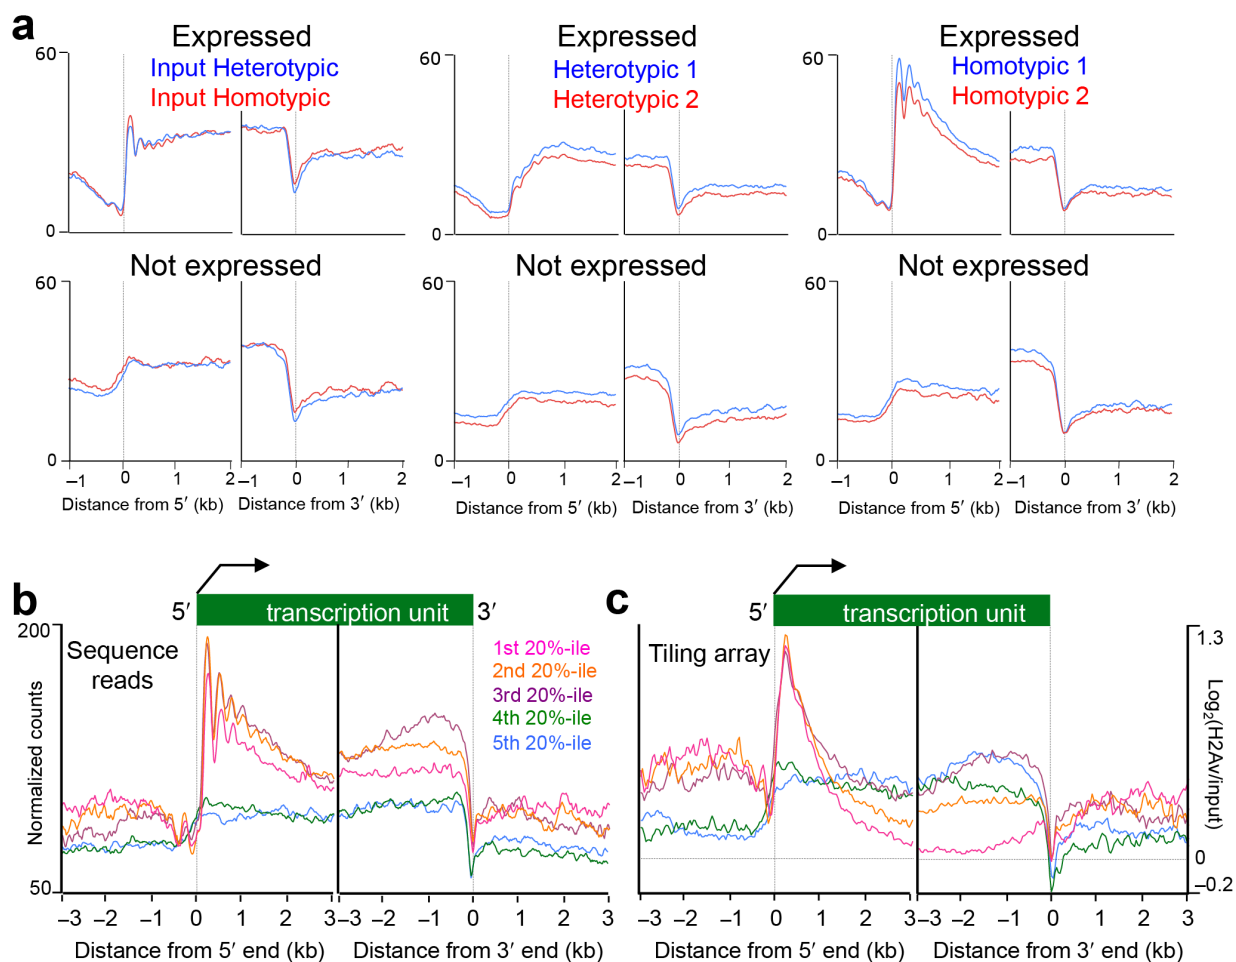 a
Expressed
Input Heterotypic
Input Homotypic
60
0
Expressed
Heterotypic 1
Heterotypic 2
60
0
Expressed
Homotypic 1
Homotypic 2
60
0
Not expressed
60
0
–1 0 1 2 –1 0 1 2
Distance from 5′ (kb) Distance from 3′ (kb)
Not expressed
60
0
–1 0 1 2 –1 0 1 2
Distance from 5′ (kb) Distance from 3′ (kb)
Not expressed
60
0
–1 0 1 2 –1 0 1 2
Distance from 5′ (kb) Distance from 3′ (kb)
b
5′ transcription unit 3′
200
Sequence
reads
1st 20%-ile
2nd 20%-ile
3rd 20%-ile
4th 20%-ile
5th 20%-ile
Normalized counts
50
–3 –2 –1 0 1 2 3 –3 –2 –1 0 1 2 3
Distance from 5′ end (kb) Distance from 3′ end (kb)
c
5′ transcription unit
Tiling array
1.3
Log2(H2Av/input)
0
–0.2
–3 –2 –1 0 1 2 3 –3 –2 –1 0 1 2 3
Distance from 5′ end (kb) Distance from 3′ end (kb)